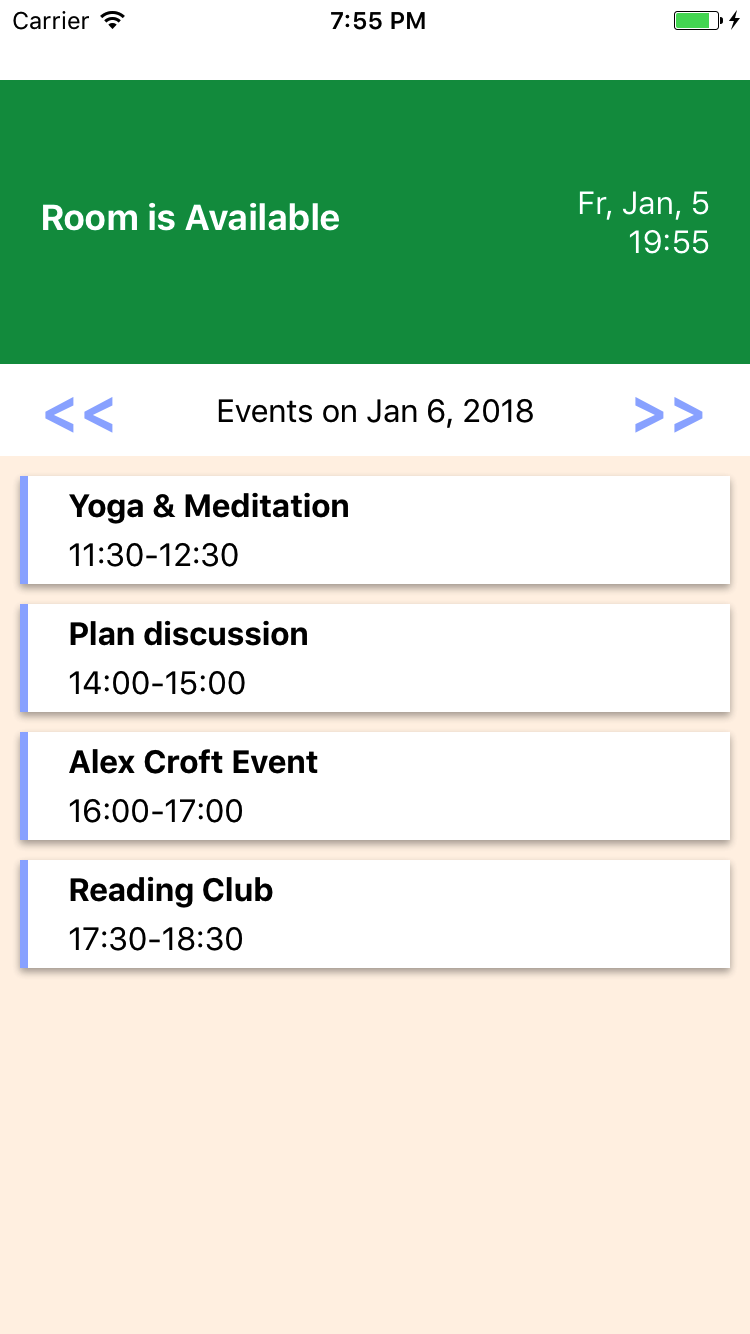 Carrier 7:55 PM
Room is Available
Fr, Jan, 5
19:55
<< Events on Jan 6, 2018 >>
Yoga & Meditation
11:30-12:30
Plan discussion
14:00-15:00
Alex Croft Event
16:00-17:00
Reading Club
17:30-18:30